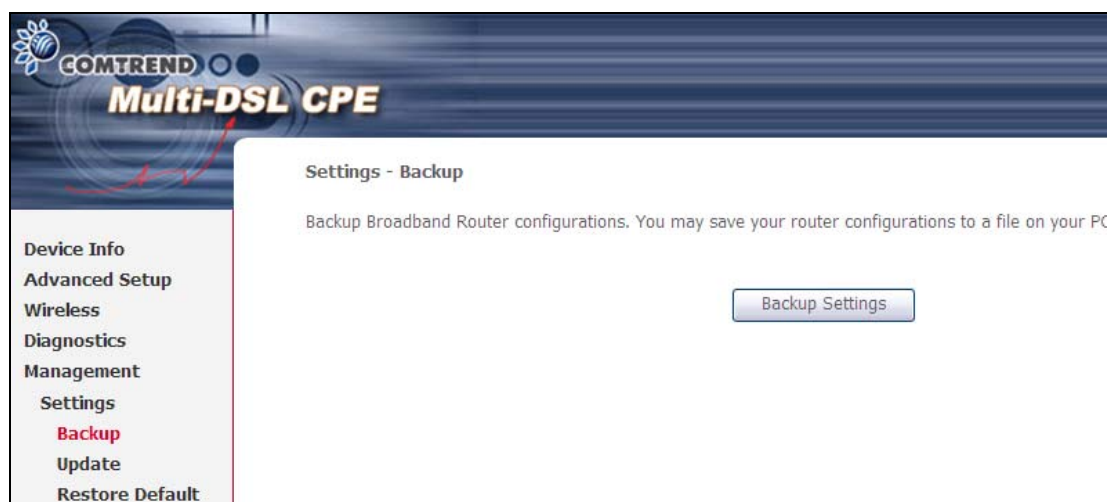 COMTREND
Multi-DSL CPE
Settings - Backup
Backup Broadband Router configurations. You may save your router configurations to a file on your PC
Backup Settings
Device Info
Advanced Setup
Wireless
Diagnostics
Management
Settings
Backup
Update
Restore Default